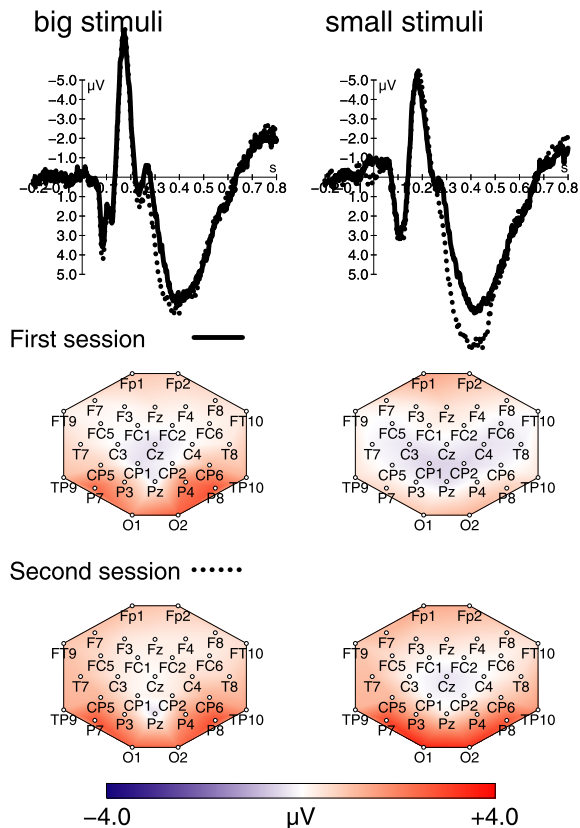 big stimuli
small stimuli
−5.0 µV
−4.0
−3.0
−2.0
−1.0
s
−0.2 0.1 0.2 0.3 0.4 0.5 0.6 0.7 0.8
1.0
2.0
3.0
4.0
5.0
−5.0 µV
−4.0
−3.0
−2.0
−1.0
s
−0.2 0.1 0.2 0.3 0.4 0.5 0.6 0.7 0.8
1.0
2.0
3.0
4.0
5.0
First session
Fp1 Fp2
F7 F3 Fz F4 F8
FT9 FC5 FC1 FC2 FC6 FT10
T7 C3 Cz C4 T8
TP9 CP5 CP1 CP2 CP6 TP10
P7 P3 Pz P4 P8
O1 O2
Fp1 Fp2
F7 F3 Fz F4 F8
FT9 FC5 FC1 FC2 FC6 FT10
T7 C3 Cz C4 T8
TP9 CP5 CP1 CP2 CP6 TP10
P7 P3 Pz P4 P8
O1 O2
Second session
Fp1 Fp2
F7 F3 Fz F4 F8
FT9 FC5 FC1 FC2 FC6 FT10
T7 C3 Cz C4 T8
TP9 CP5 CP1 CP2 CP6 TP10
P7 P3 Pz P4 P8
O1 O2
Fp1 Fp2
F7 F3 Fz F4 F8
FT9 FC5 FC1 FC2 FC6 FT10
T7 C3 Cz C4 T8
TP9 CP5 CP1 CP2 CP6 TP10
P7 P3 Pz P4 P8
O1 O2
−4.0 µV +4.0